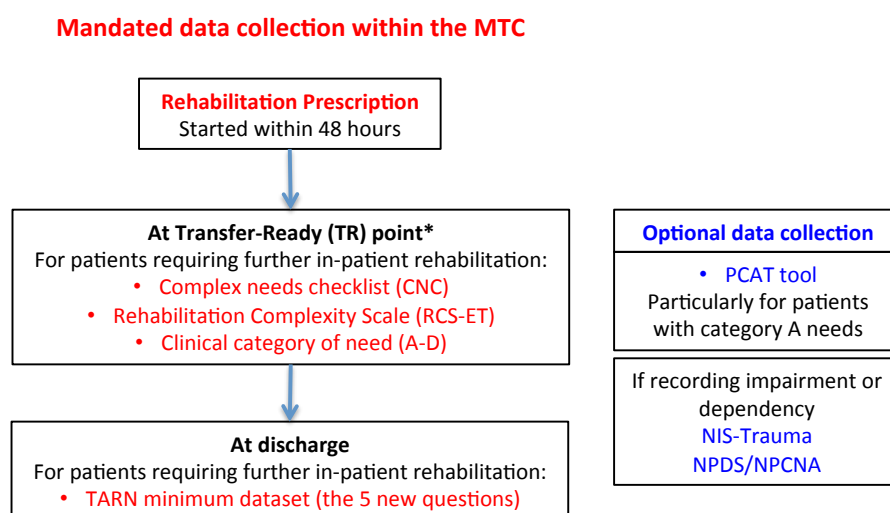 Mandated data collection within the MTC
Rehabilitation Prescription
Started within 48 hours
At Transfer-Ready (TR) point*
For patients requiring further in-patient rehabilitation:
• Complex needs checklist (CNC)
• Rehabilitation Complexity Scale (RCS-ET)
• Clinical category of need (A-D)
At discharge
For patients requiring further in-patient rehabilitation:
• TARN minimum dataset (the 5 new questions)
Optional data collection
• PCAT tool
Particularly for patients
with category A needs
If recording impairment or
dependency
NIS-Trauma
NPDS/NPCNA